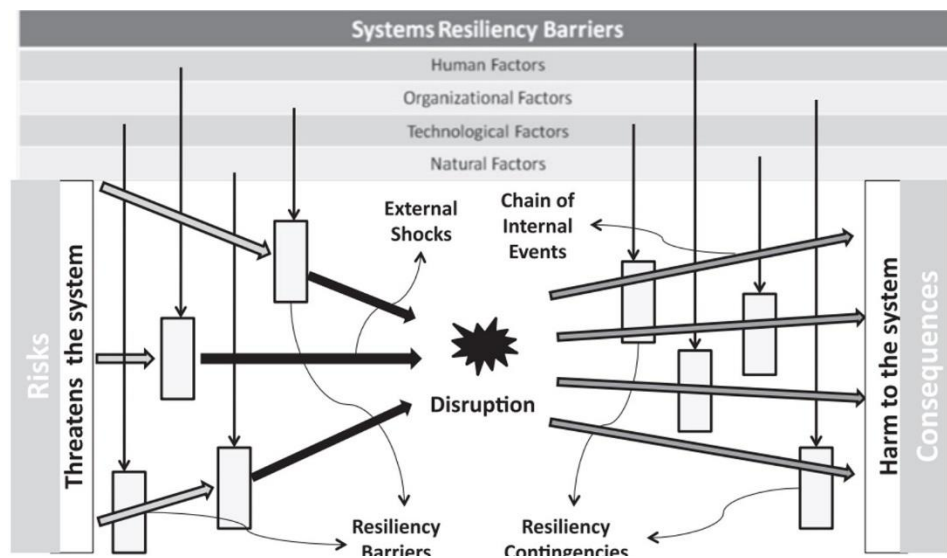 Systems Resiliency Barriers
Human Factors
Organizational Factors
Technological Factors
Natural Factors
Risks
Threatens the system
External
Shocks
Chain of
Internal
Events
Disruption
Harm to the system
Consequences
Resiliency
Barriers
Resiliency
Contingencies